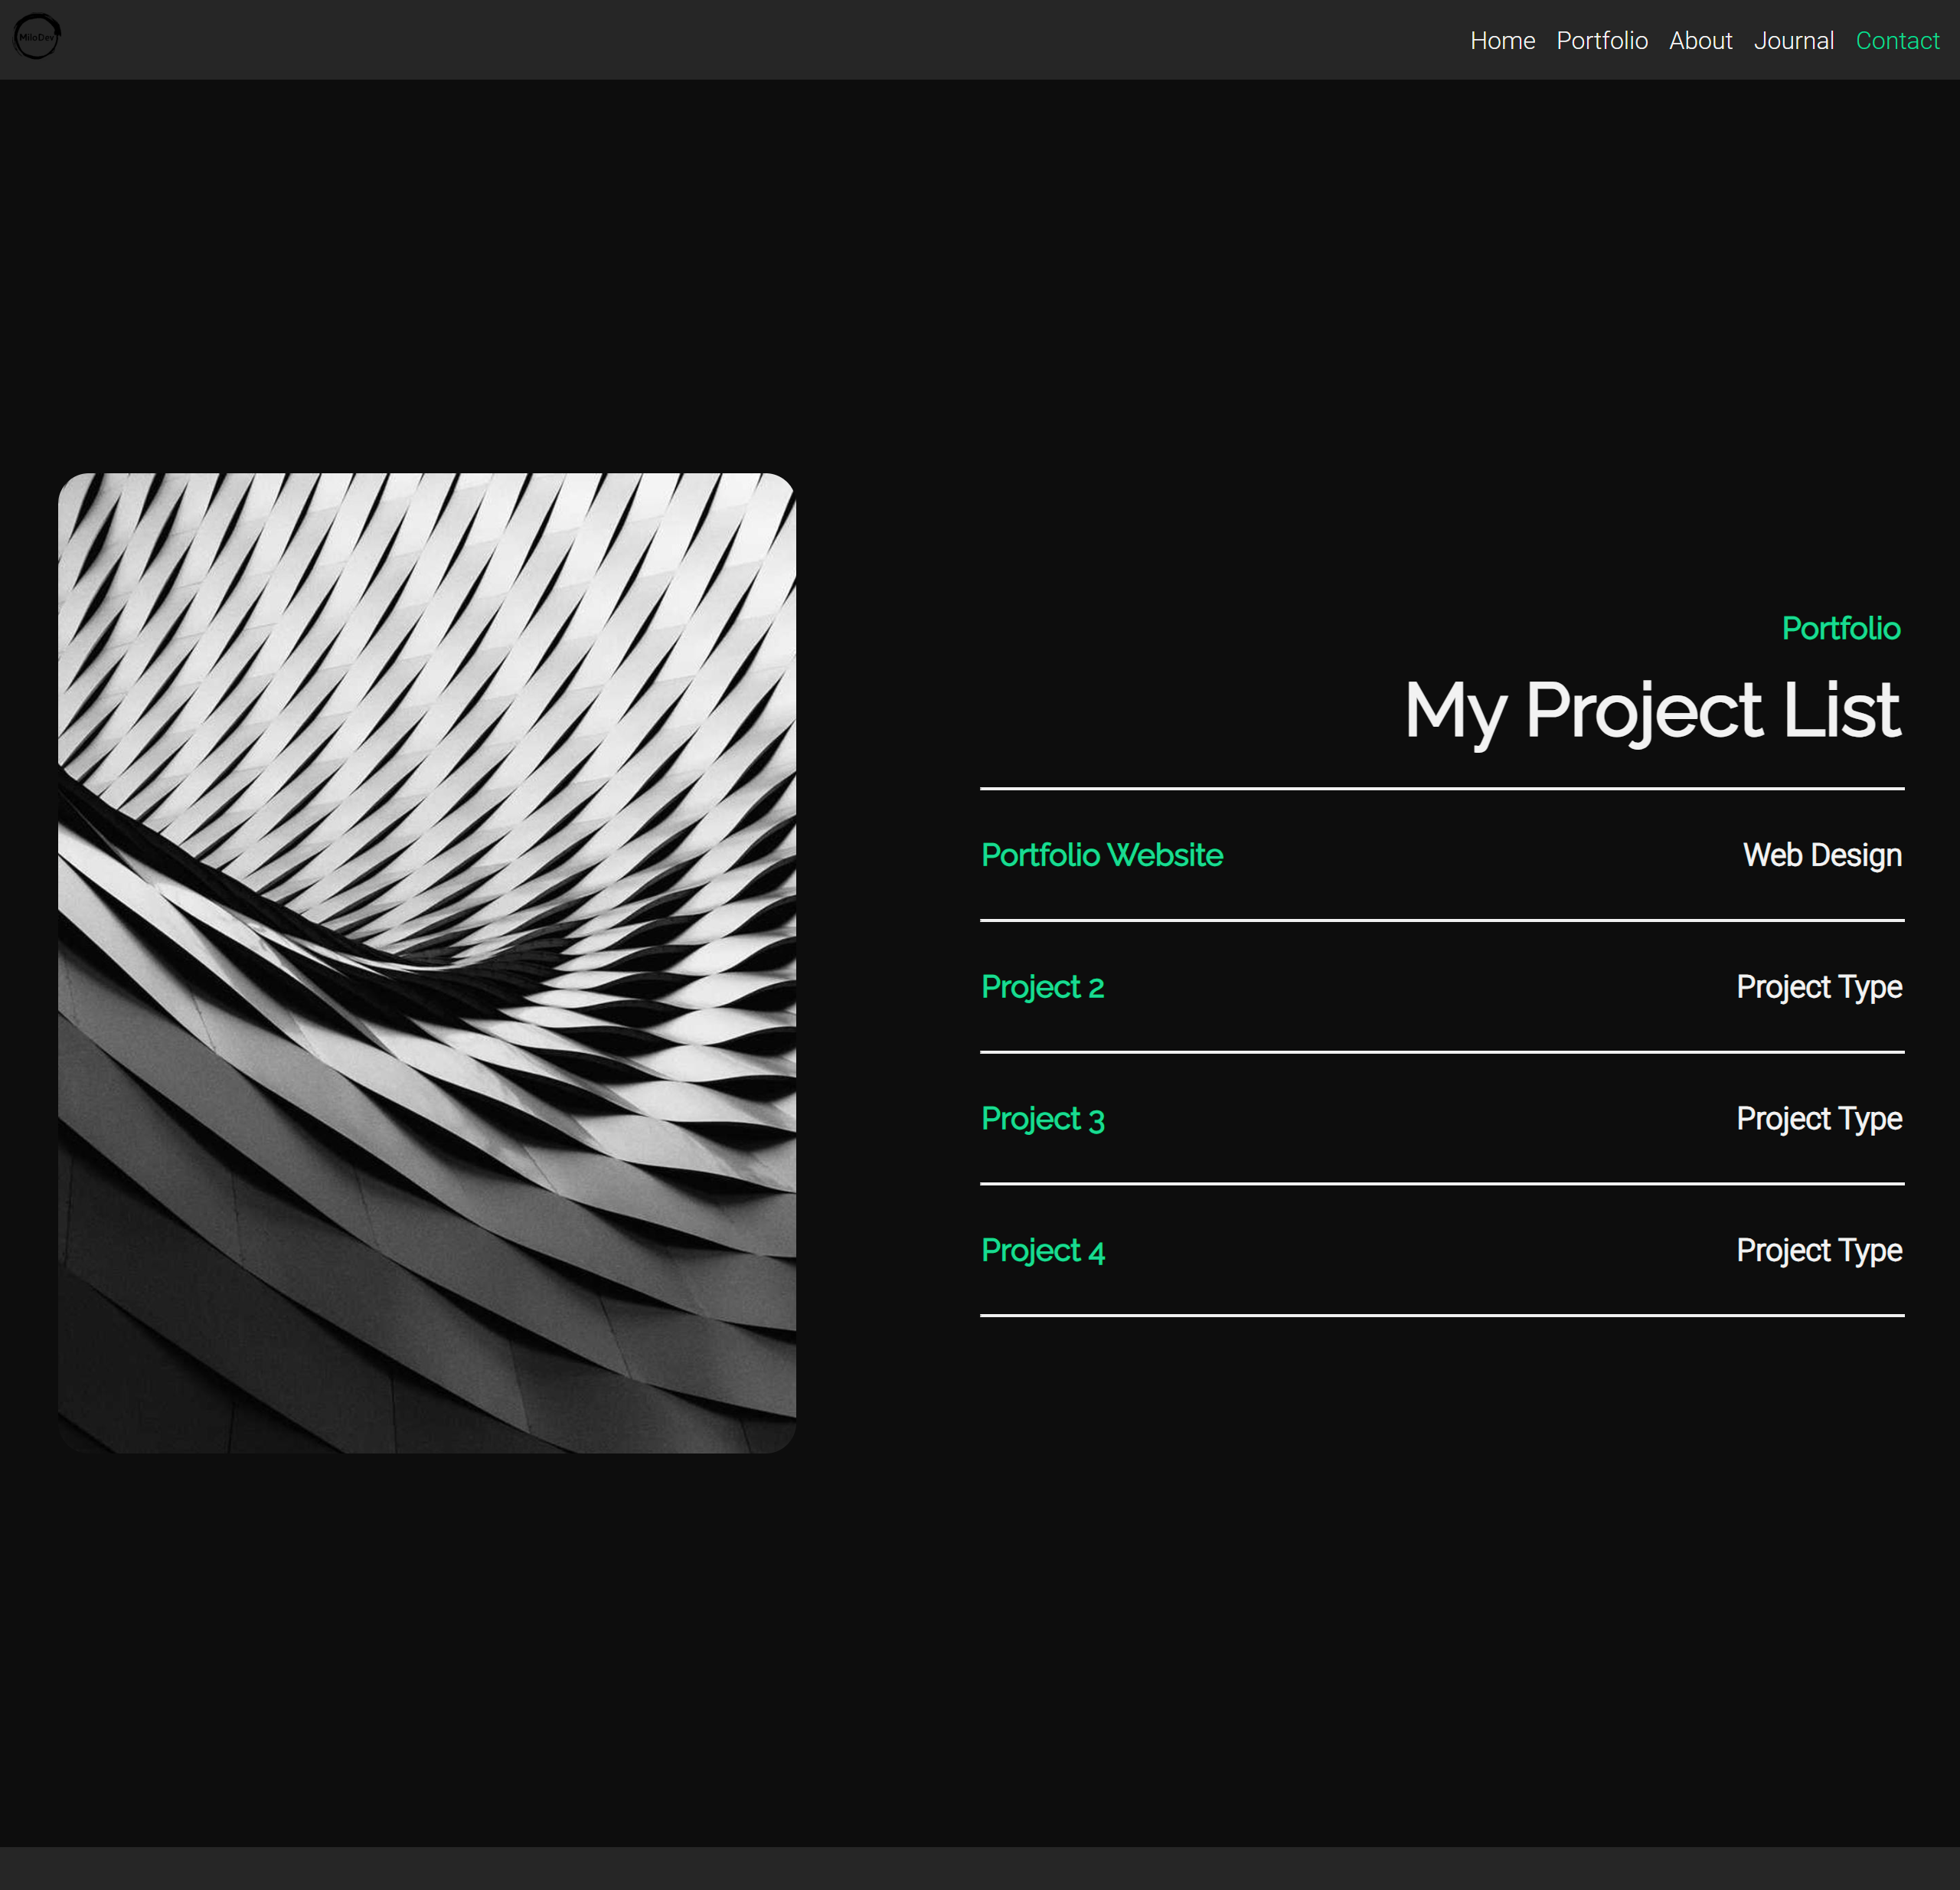 MiloDev
Home Portfolio About Journal Contact
Portfolio
My Project List
Portfolio Website Web Design
Project 2 Project Type
Project 3 Project Type
Project 4 Project Type